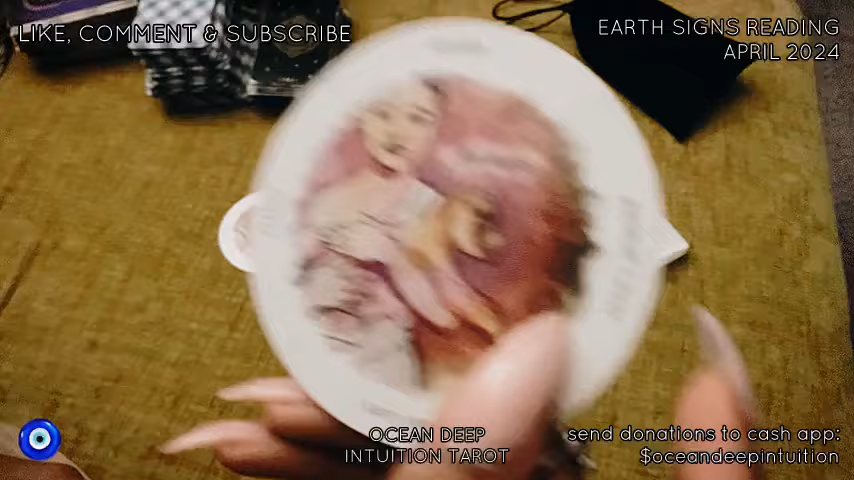 LIKE, COMMENT & SUBSCRIBE
EARTH SIGNS READING
APRIL 2024
OCEAN DEEP
INTUITION TAROT
send donations to cash app:
$oceandeepintuition